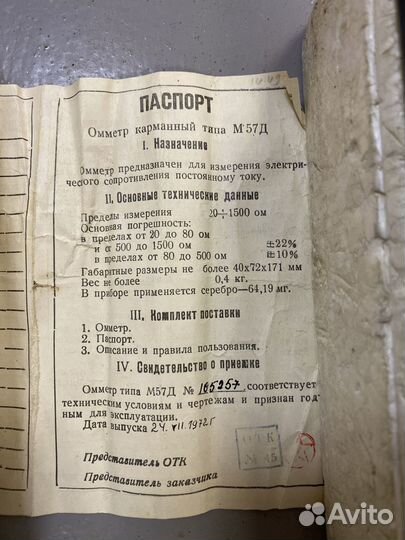 ПАСПОРТ
Омметр карманный типа М57Д
I. Назначение
Омметр предназначен для измерения электри-
ческого сопротивления постоянному току.
II. Основные технические данные
Пределы измерения 20÷1500 ом
Основная погрешность:
в пределах от 20 до 80 ом
и от 500 до 1500 ом ±22%
в пределах от 80 до 500 ом ±10%
Габаритные размеры не более 40х72х171 мм
Вес не более 0,4 кг.
В приборе применяется серебро—64,19 мг.
III. Комплект поставки
1. Омметр.
2. Паспорт.
3. Описание и правила пользования.
IV. Свидетельство о приемке
Омметр типа М57Д № 165257, соответствует
техническим условиям и чертежам и признан год-
ным для эксплуатации.
Дата выпуска 24. VII.1972г
ОТК
Представитель ОТК
Представитель заказчика
Avito